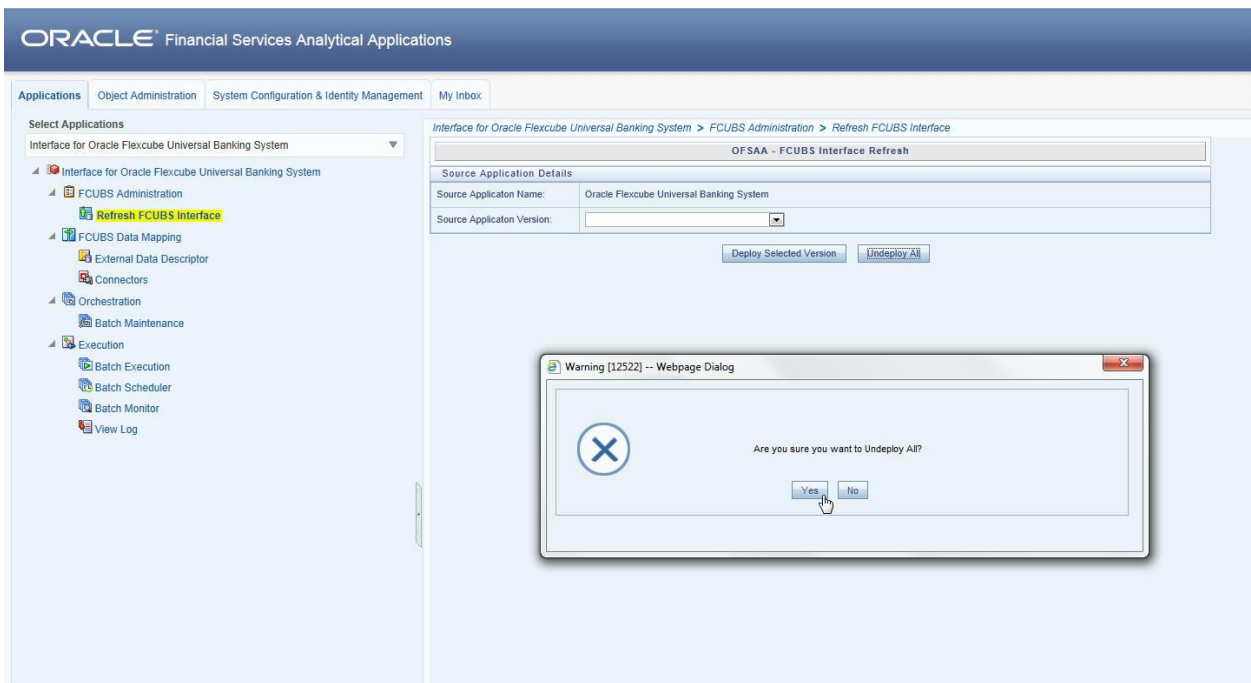 ORACLE® Financial Services Analytical Applications
Applications Object Administration System Configuration & Identity Management My Inbox
Select Applications
Interface for Oracle Flexcube Universal Banking System
Interface for Oracle Flexcube Universal Banking System
FCUBS Administration
Refresh FCUBS Interface
FCUBS Data Mapping
External Data Descriptor
Connectors
Orchestration
Batch Maintenance
Execution
Batch Execution
Batch Scheduler
Batch Monitor
View Log
Interface for Oracle Flexcube Universal Banking System > FCUBS Administration > Refresh FCUBS Interface
OFSAA - FCUBS Interface Refresh
Source Application Details
Source Applicaton Name: Oracle Flexcube Universal Banking System
Source Applicaton Version:
Deploy Selected Version Undeploy All
Warning [12522] -- Webpage Dialog
Are you sure you want to Undeploy All?
Yes No